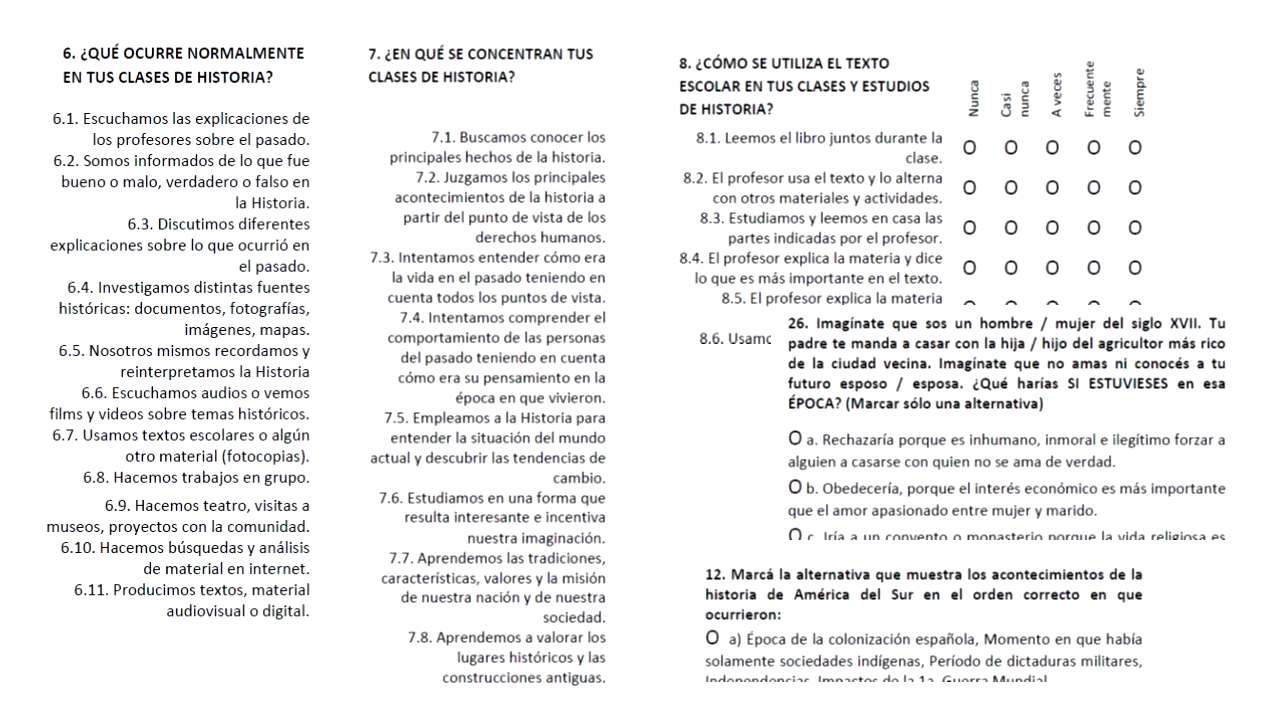 6. ¿QUÉ OCURRE NORMALMENTE
EN TUS CLASES DE HISTORIA?
6.1. Escuchamos las explicaciones de
los profesores sobre el pasado.
6.2. Somos informados de lo que fue
bueno o malo, verdadero o falso en
la Historia.
6.3. Discutimos diferentes
explicaciones sobre lo que ocurrió en
el pasado.
6.4. Investigamos distintas fuentes
históricas: documentos, fotografías,
imágenes, mapas.
6.5. Nosotros mismos recordamos y
reinterpretamos la Historia
6.6. Escuchamos audios o vemos
films y videos sobre temas históricos.
6.7. Usamos textos escolares o algún
otro material (fotocopias).
6.8. Hacemos trabajos en grupo.
6.9. Hacemos teatro, visitas a
museos, proyectos con la comunidad.
6.10. Hacemos búsquedas y análisis
de material en internet.
6.11. Producimos textos, material
audiovisual o digital.
7. ¿EN QUÉ SE CONCENTRAN TUS
CLASES DE HISTORIA?
7.1. Buscamos conocer los
principales hechos de la historia.
7.2. Juzgamos los principales
acontecimientos de la historia a
partir del punto de vista de los
derechos humanos.
7.3. Intentamos entender cómo era
la vida en el pasado teniendo en
cuenta todos los puntos de vista.
7.4. Intentamos comprender el
comportamiento de las personas
del pasado teniendo en cuenta
cómo era su pensamiento en la
época en que vivieron.
7.5. Empleamos a la Historia para
entender la situación del mundo
actual y descubrir las tendencias de
cambio.
7.6. Estudiamos en una forma que
resulta interesante e incentiva
nuestra imaginación.
7.7. Aprendemos las tradiciones,
características, valores y la misión
de nuestra nación y de nuestra
sociedad.
7.8. Aprendemos a valorar los
lugares históricos y las
construcciones antiguas.
8. ¿CÓMO SE UTILIZA EL TEXTO
ESCOLAR EN TUS CLASES Y ESTUDIOS
DE HISTORIA?
Nunca
Casi
nunca
A veces
Frecuente
mente
Siempre
8.1. Leemos el libro juntos durante la
clase.
8.2. El profesor usa el texto y lo alterna
con otros materiales y actividades.
8.3. Estudiamos y leemos en casa las
partes indicadas por el profesor.
8.4. El profesor explica la materia y dice
lo que es más importante en el texto.
8.5. El profesor explica la materia
8.6. Usamo
26. Imagínate que sos un hombre / mujer del siglo XVII. Tu
padre te manda a casar con la hija / hijo del agricultor más rico
de la ciudad vecina. Imagínate que no amas ni conocés a tu
futuro esposo / esposa. ¿Qué harías SI ESTUVIESES en esa
ÉPOCA? (Marcar sólo una alternativa)
a. Rechazaría porque es inhumano, inmoral e ilegítimo forzar a
alguien a casarse con quien no se ama de verdad.
b. Obedecería, porque el interés económico es más importante
que el amor apasionado entre mujer y marido.
c. Iría a un convento o monasterio porque la vida religiosa es
12. Marcá la alternativa que muestra los acontecimientos de la
historia de América del Sur en el orden correcto en que
ocurrieron:
a) Época de la colonización española, Momento en que había
solamente sociedades indígenas, Período de dictaduras militares,
Independencias, Impactos de la 1a. Guerra Mundial